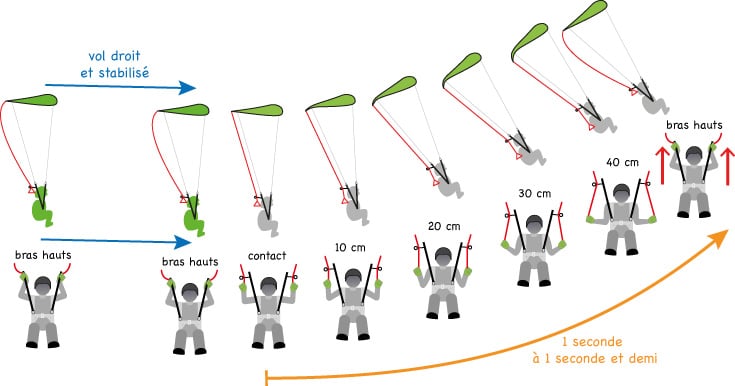 vol droit
et stabilisé
bras hauts
bras hauts
contact
10 cm
20 cm
30 cm
40 cm
bras hauts
1 seconde
à 1 seconde et demi